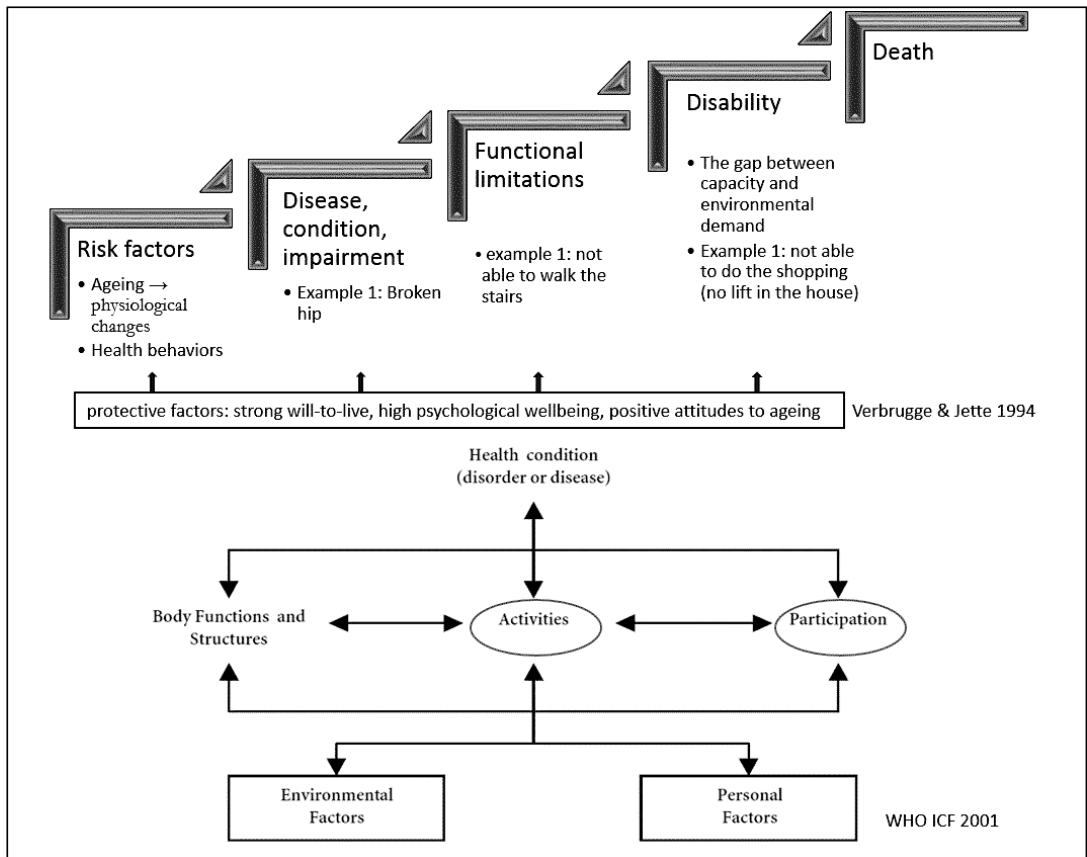 Death
Disability
• The gap between
capacity and
environmental
demand
• Example 1: not able
to do the shopping
(no lift in the house)
Functional
limitations
• example 1: not
able to walk the
stairs
Disease,
condition,
impairment
• Example 1: Broken
hip
Risk factors
• Ageing → 
physiological
changes
• Health behaviors
protective factors: strong will-to-live, high psychological wellbeing, positive attitudes to ageing
Verbrugge & Jette 1994
Health condition
(disorder or disease)
Body Functions and
Structures
Activities
Participation
Environmental
Factors
Personal
Factors
WHO ICF 2001